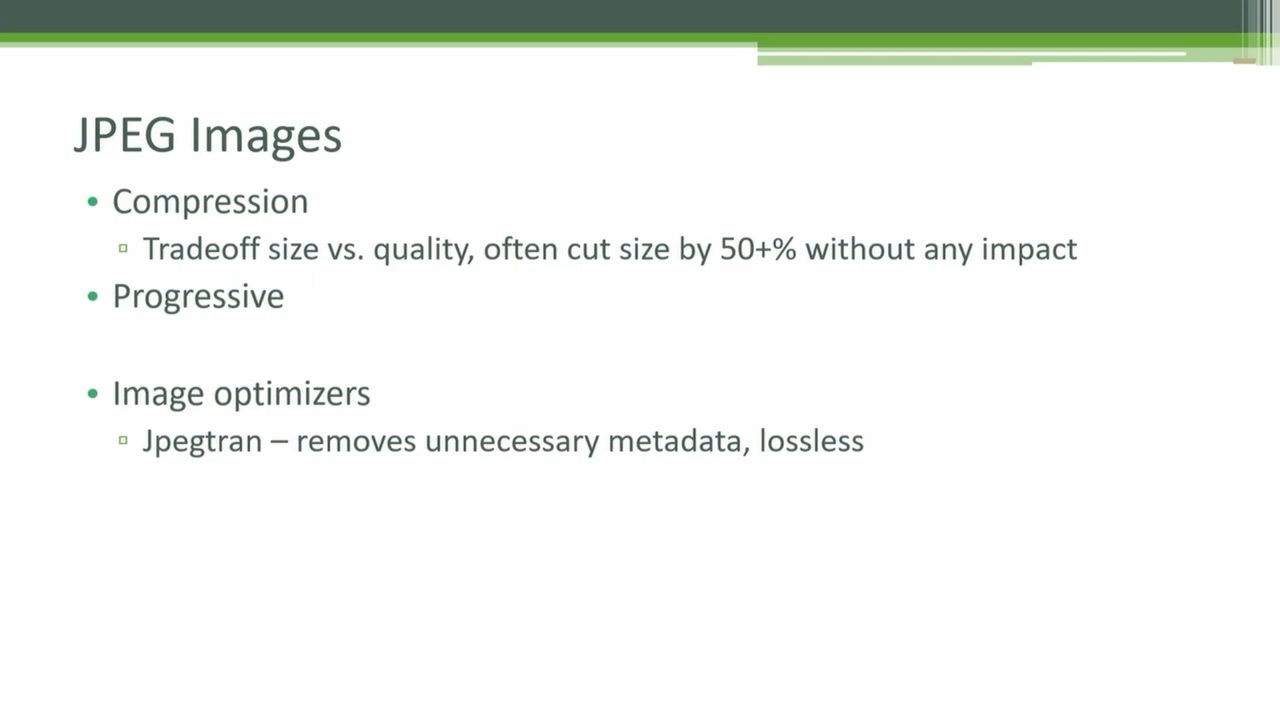 JPEG Images
• Compression
▫ Tradeoff size vs. quality, often cut size by 50+% without any impact
• Progressive
• Image optimizers
▫ Jpegtran – removes unnecessary metadata, lossless